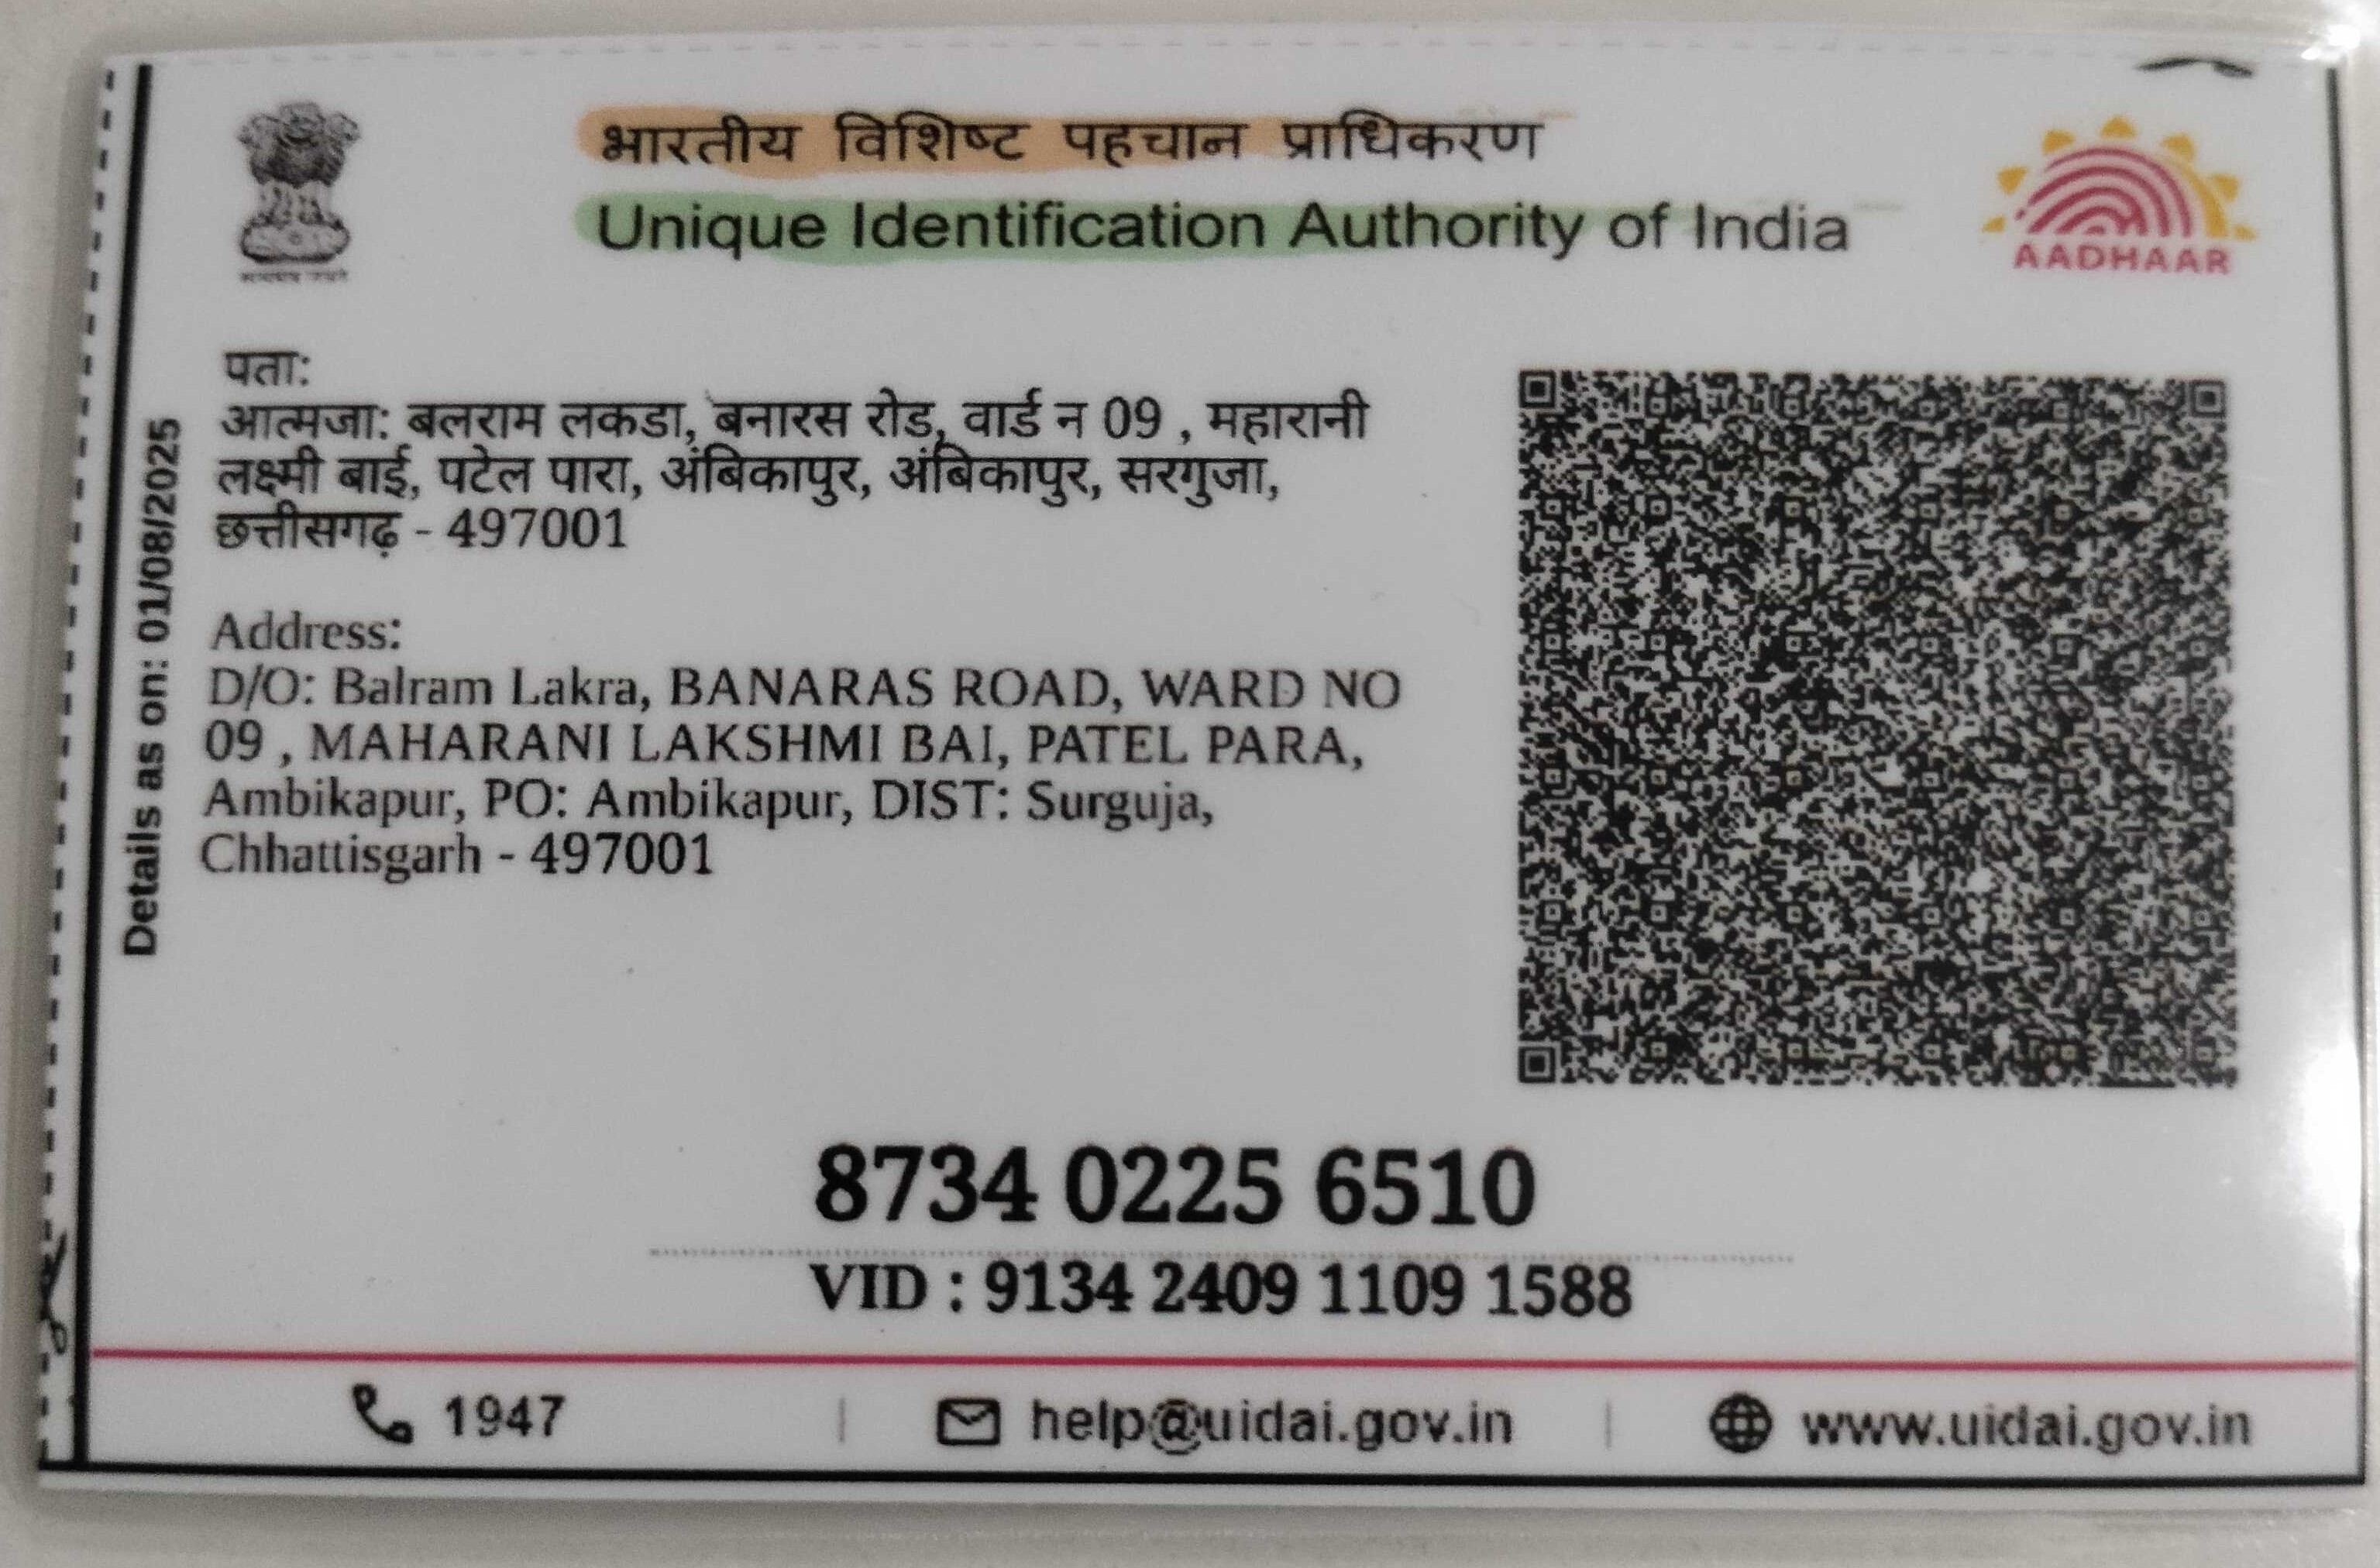 भारतीय विशिष्ट पहचान प्राधिकरण
Unique Identification Authority of India
AADHAAR
Details as on: 01/08/2025
पता:
आत्मजा: बलराम लकडा, बनारस रोड, वार्ड न 09 , महारानी
लक्ष्मी बाई, पटेल पारा, अंबिकापुर, अंबिकापुर, सरगुजा,
छत्तीसगढ़ - 497001
Address:
D/O: Balram Lakra, BANARAS ROAD, WARD NO
09 , MAHARANI LAKSHMI BAI, PATEL PARA,
Ambikapur, PO: Ambikapur, DIST: Surguja,
Chhattisgarh - 497001
8734 0225 6510
VID : 9134 2409 1109 1588
1947
help@uidai.gov.in
www.uidai.gov.in